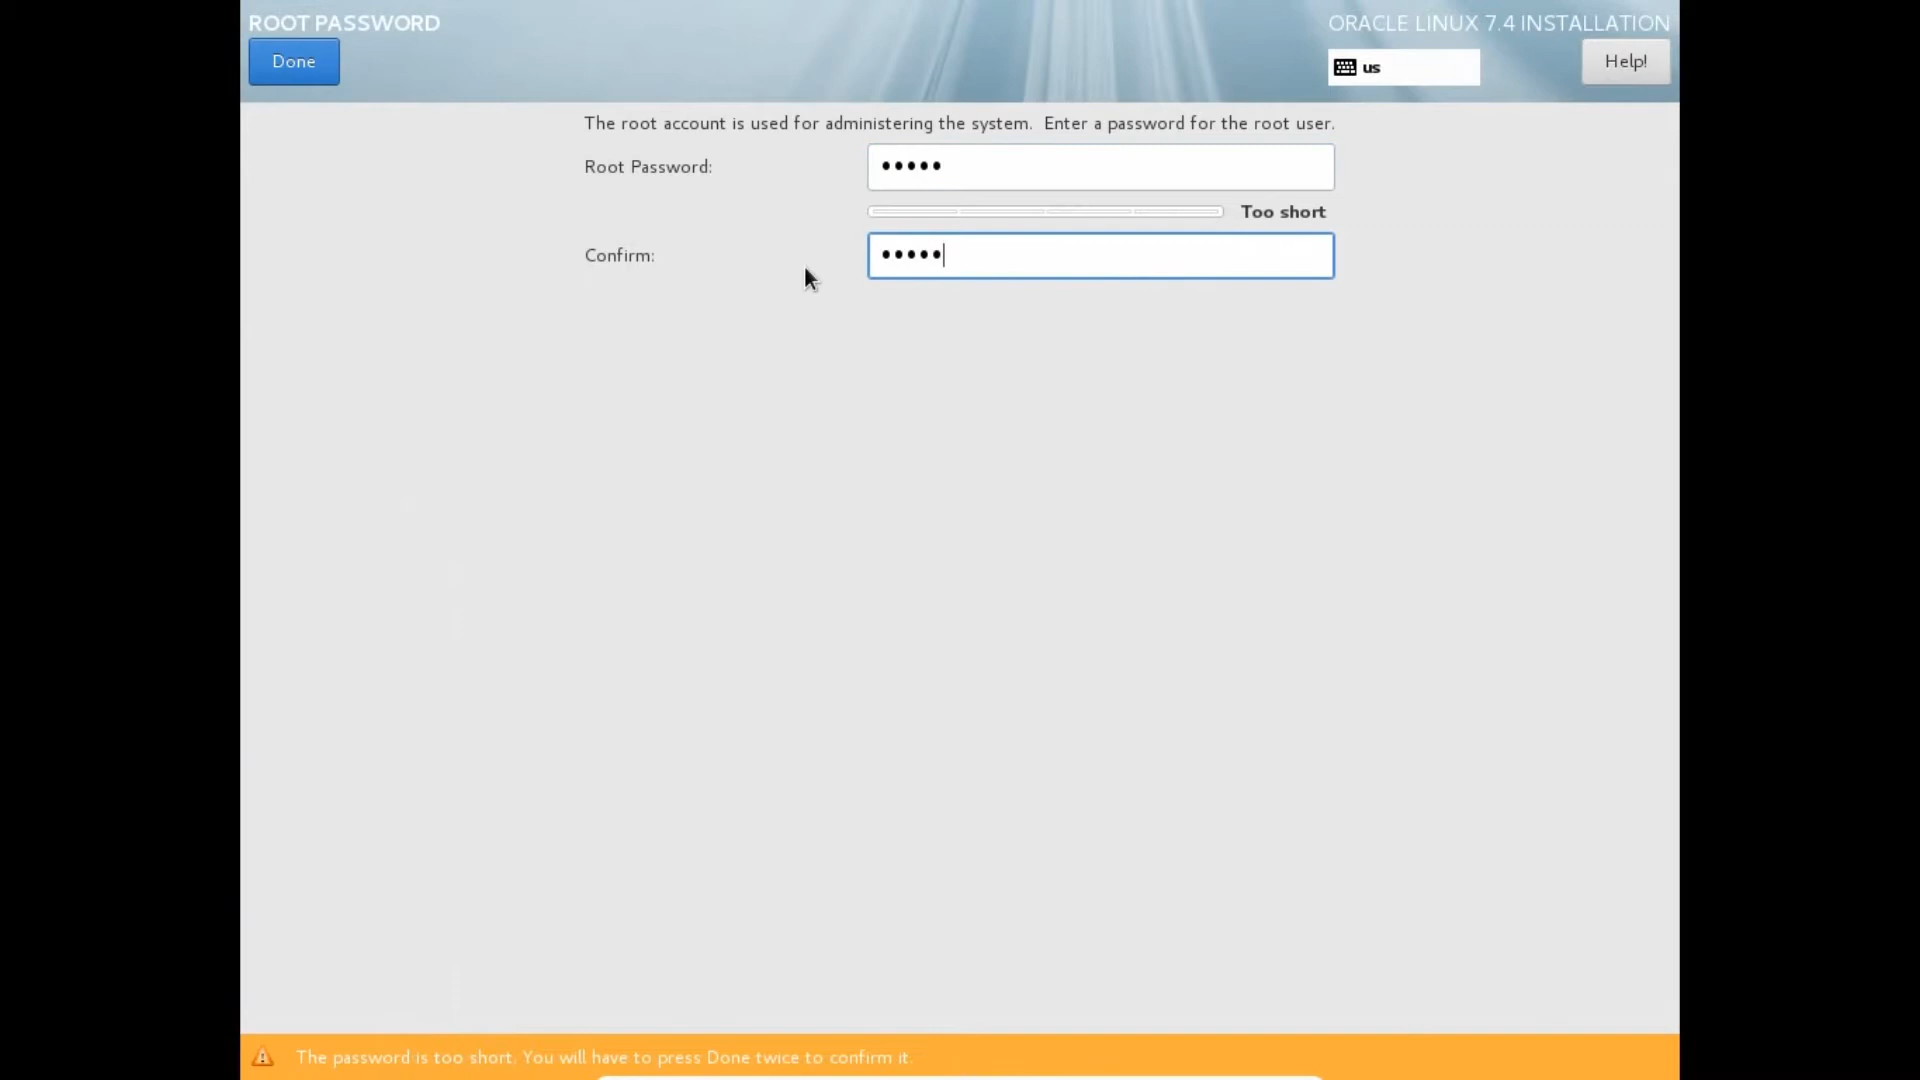 ROOT PASSWORD
ORACLE LINUX 7.4 INSTALLATION
Done
us
Help!
The root account is used for administering the system. Enter a password for the root user.
Root Password:
•••••
Too short
Confirm:
•••••
The password is too short. You will have to press Done twice to confirm it.